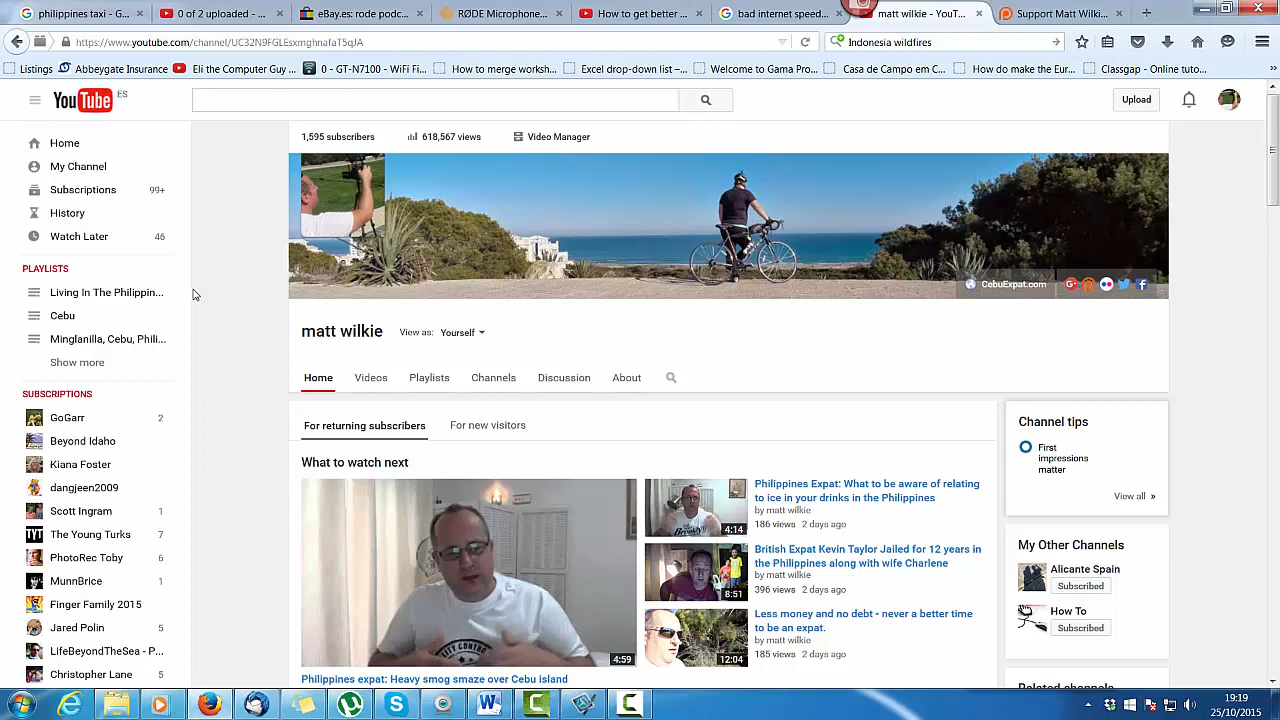 philippines taxi - G...
0 of 2 uploaded - ...
eBay.es: rode podc...
RØDE Microphone...
How to get better ...
bad internet speed...
matt wilkie - YouT...
Support Matt Wilki...
https://www.youtube.com/channel/UC32N9FGLEsxmghnafaT5qJA
Indonesia wildfires
Listings
Abbeygate Insurance
Eli the Computer Guy ...
0 - GT-N7100 - WiFi Fi...
How to merge worksh...
Excel drop-down list –...
Welcome to Gama Pro...
Casa de Campo em C...
How do make the Eur...
Classgap - Online tuto...
YouTube ES
Upload
Home
My Channel
Subscriptions 99+
History
Watch Later 46
PLAYLISTS
Living In The Philippin...
Cebu
Minglanilla, Cebu, Phili...
Show more
SUBSCRIPTIONS
GoGarr 2
Beyond Idaho
Kiana Foster
dangjeen2009
Scott Ingram 1
The Young Turks 7
PhotoRec Toby 6
MunnBrice 1
Finger Family 2015
Jared Polin 5
LifeBeyondTheSea - P...
Christopher Lane 5
1,595 subscribers
618,567 views
Video Manager
CebuExpat.com
matt wilkie
View as: Yourself
Home
Videos
Playlists
Channels
Discussion
About
For returning subscribers
For new visitors
What to watch next
4:59
Philippines expat: Heavy smog smaze over Cebu island
4:14
Philippines Expat: What to be aware of relating
to ice in your drinks in the Philippines
by matt wilkie
186 views 2 days ago
8:51
British Expat Kevin Taylor Jailed for 12 years in
the Philippines along with wife Charlene
by matt wilkie
396 views 2 days ago
12:04
Less money and no debt - never a better time
to be an expat.
by matt wilkie
185 views 2 days ago
Channel tips
First
impressions
matter
View all »
My Other Channels
Alicante Spain
Subscribed
How To
Subscribed
Related channels
19:19
25/10/2015